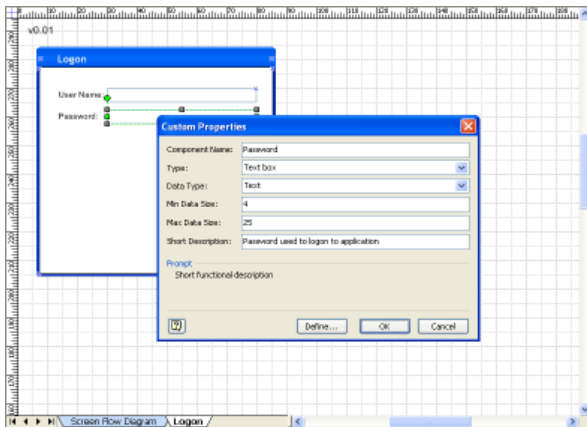 v0.01
Logon
User Name:
Password:
Custom Properties
Component Name: Password
Type: Text box
Data Type: Text
Min Data Size: 4
Max Data Size: 25
Short Description: Password used to logon to application
Prompt
Short functional description
Define... OK Cancel
Screen Flow Diagram Logon